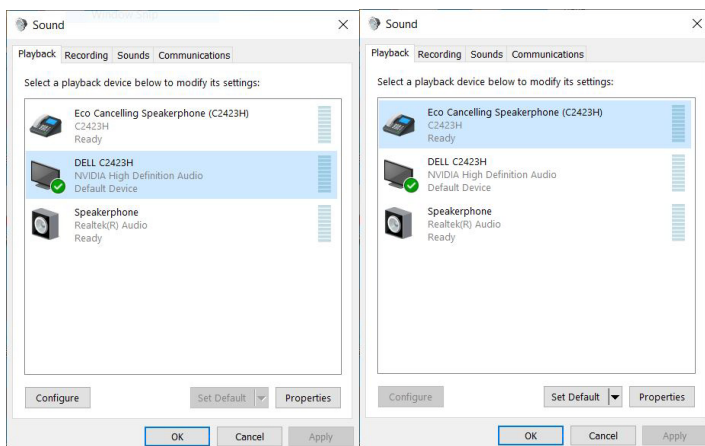 Window Snip
Sound
Playback Recording Sounds Communications
Select a playback device below to modify its settings:
Eco Cancelling Speakerphone (C2423H)
C2423H
Ready
DELL C2423H
NVIDIA High Definition Audio
Default Device
Speakerphone
Realtek(R) Audio
Ready
Configure Set Default Properties
OK Cancel Apply
Sound
Playback Recording Sounds Communications
Select a playback device below to modify its settings:
Eco Cancelling Speakerphone (C2423H)
C2423H
Ready
DELL C2423H
NVIDIA High Definition Audio
Default Device
Speakerphone
Realtek(R) Audio
Ready
Configure Set Default Properties
OK Cancel Apply